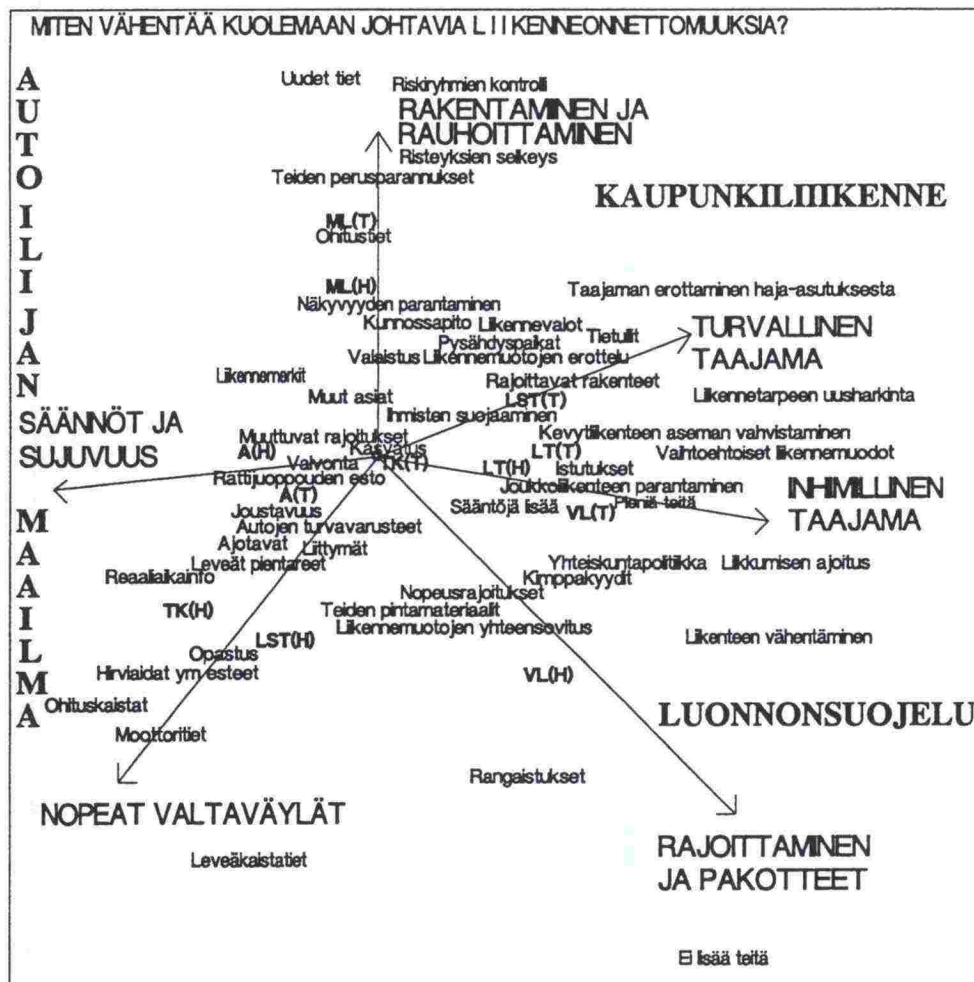 MITEN VÄHENTÄÄ KUOLEMAAN JOHTAVIA LIIKENNEONNETTOMUUKSIA?
AUTOILIJAN MAAILMA
Uudet tiet
Riskiryhmien kontrolli
RAKENTAMINEN JA
RAUHOITTAMINEN
Risteyksien selkeys
Teiden perusparannukset
KAUPUNKILIIIKENNE
ML(T)
Ohitustiet
ML(H)
Näkyvyyden parantaminen
Taajaman erottaminen haja-asutuksesta
Kunnossapito
Liikennevalot
Pysähdyspaikat
Tietullit
TURVALLINEN
TAAJAMA
Valaistus
Liikennemuotojen erottelu
Liikennemerkit
Rajoittavat rakenteet
Muut asiat
LST(T)
Liikennetarpeen uusharkinta
Ihmisten suojaaminen
SÄÄNNÖT JA
SUJUVUUS
Muuttuvat rajoitukset
Kevytliikenteen aseman vahvistaminen
A(H)
Kasvatus
LT(T)
Vaihtoehtoiset liikennemuodot
Valvonta
TK(T)
LT(H)
Istutukset
Rattijuoppouden esto
Joukkoliikenteen parantaminen
INHIMILLINEN
TAAJAMA
A(T)
Sääntöjä lisää
VL(T)
Pieniä teitä
Joustavuus
Autojen turvavarusteet
Ajotavat
Liittymät
Leveät pientareet
Yhteiskuntapolitiikka
Liikkumisen ajoitus
Reaaliaikainfo
Kimppakyydit
Nopeusrajoitukset
TK(H)
Teiden pintamateriaalit
Liikennemuotojen yhteensovitus
LST(H)
Liikenteen vähentäminen
Opastus
Hirviaidat ym esteet
VL(H)
Ohituskaistat
LUONNONSUOJELU
Moottoritiet
Rangaistukset
NOPEAT VALTAVÄYLÄT
RAJOITTAMINEN
JA PAKOTTEET
Leveäkaistatiet
Ei lisää teitä